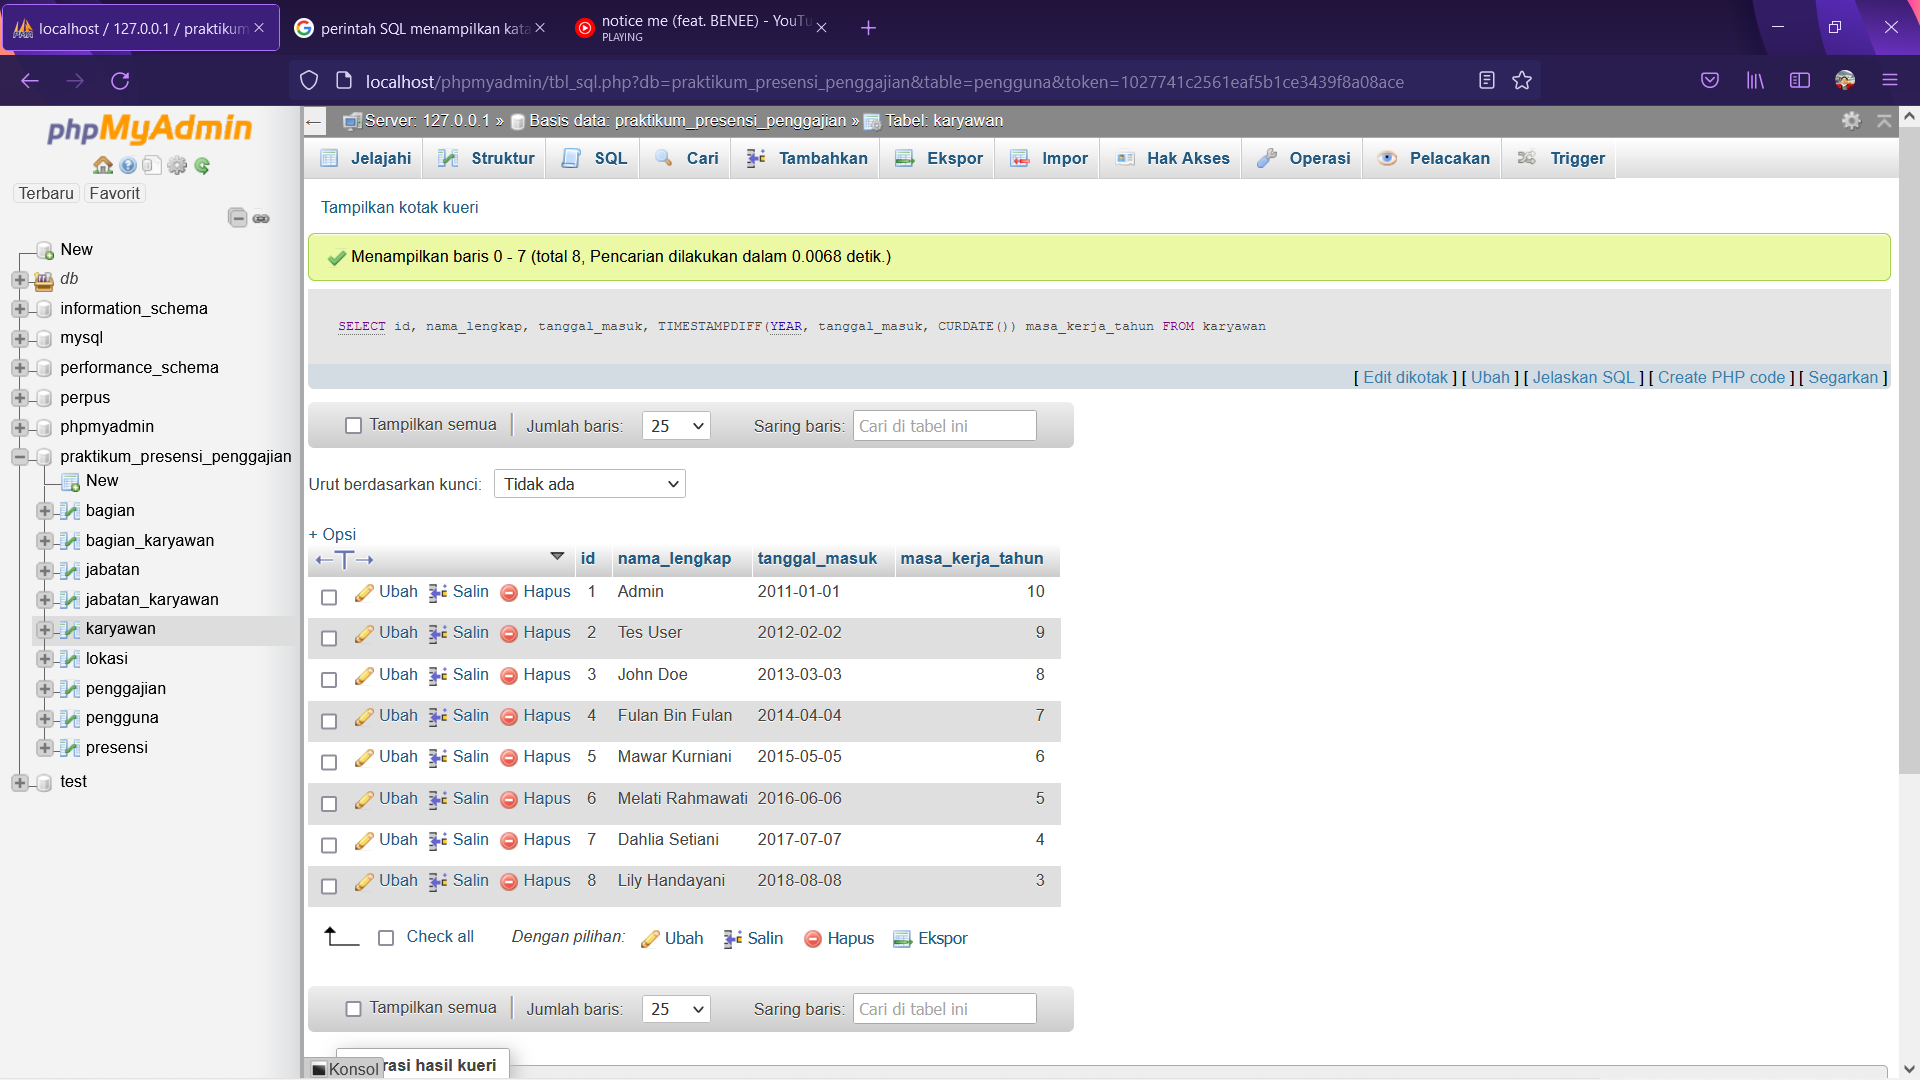 localhost / 127.0.0.1 / praktikum
perintah SQL menampilkan kata
notice me (feat. BENEE) - YouTu
PLAYING
localhost/phpmyadmin/tbl_sql.php?db=praktikum_presensi_penggajian&table=pengguna&token=1027741c2561eaf5b1ce3439f8a08ace
phpMyAdmin
Terbaru Favorit
New
db
information_schema
mysql
performance_schema
perpus
phpmyadmin
praktikum_presensi_penggajian
New
bagian
bagian_karyawan
jabatan
jabatan_karyawan
karyawan
lokasi
penggajian
pengguna
presensi
test
Server: 127.0.0.1 » Basis data: praktikum_presensi_penggajian » Tabel: karyawan
Jelajahi Struktur SQL Cari Tambahkan Ekspor Impor Hak Akses Operasi Pelacakan Trigger
Tampilkan kotak kueri
Menampilkan baris 0 - 7 (total 8, Pencarian dilakukan dalam 0.0068 detik.)
SELECT id, nama_lengkap, tanggal_masuk, TIMESTAMPDIFF(YEAR, tanggal_masuk, CURDATE()) masa_kerja_tahun FROM karyawan
[ Edit dikotak ] [ Ubah ] [ Jelaskan SQL ] [ Create PHP code ] [ Segarkan ]
Tampilkan semua Jumlah baris: 25 Saring baris: Cari di tabel ini
Urut berdasarkan kunci: Tidak ada
+ Opsi
←T→ id nama_lengkap tanggal_masuk masa_kerja_tahun
Ubah Salin Hapus 1 Admin 2011-01-01 10
Ubah Salin Hapus 2 Tes User 2012-02-02 9
Ubah Salin Hapus 3 John Doe 2013-03-03 8
Ubah Salin Hapus 4 Fulan Bin Fulan 2014-04-04 7
Ubah Salin Hapus 5 Mawar Kurniani 2015-05-05 6
Ubah Salin Hapus 6 Melati Rahmawati 2016-06-06 5
Ubah Salin Hapus 7 Dahlia Setiani 2017-07-07 4
Ubah Salin Hapus 8 Lily Handayani 2018-08-08 3
Check all Dengan pilihan: Ubah Salin Hapus Ekspor
Tampilkan semua Jumlah baris: 25 Saring baris: Cari di tabel ini
rasi hasil kueri
Konsol